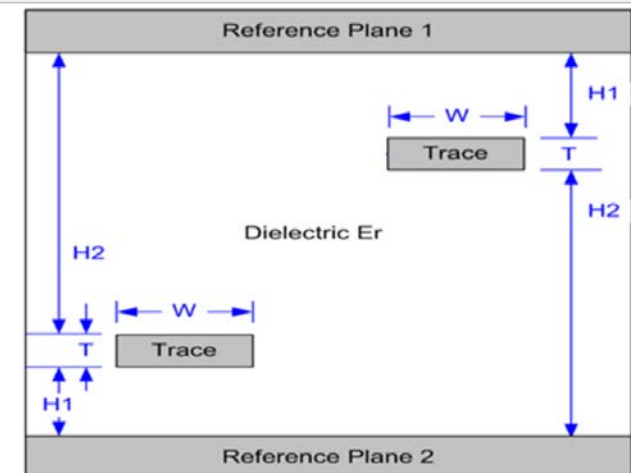 Reference Plane 1
H1
W
Trace
T
H2
Dielectric Er
H2
W
T
Trace
H1
Reference Plane 2